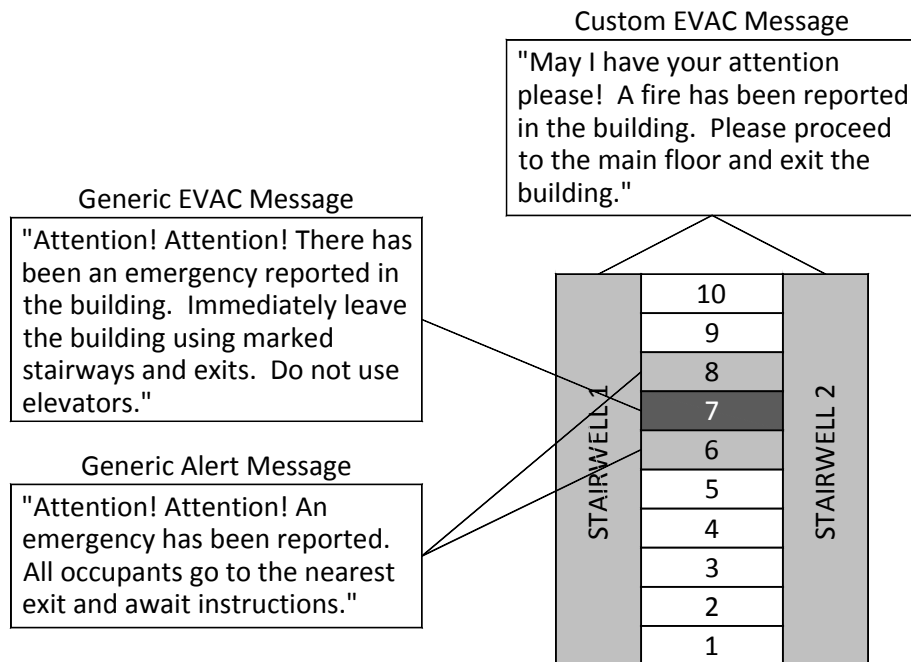 Custom EVAC Message
"May I have your attention
please!  A fire has been reported
in the building.  Please proceed
to the main floor and exit the
building."
Generic EVAC Message
"Attention! Attention! There has
been an emergency reported in
the building.  Immediately leave
the building using marked
stairways and exits.  Do not use
elevators."
Generic Alert Message
"Attention! Attention! An
emergency has been reported.
All occupants go to the nearest
exit and await instructions."
STAIRWELL 1
10
9
8
7
6
5
4
3
2
1
STAIRWELL 2